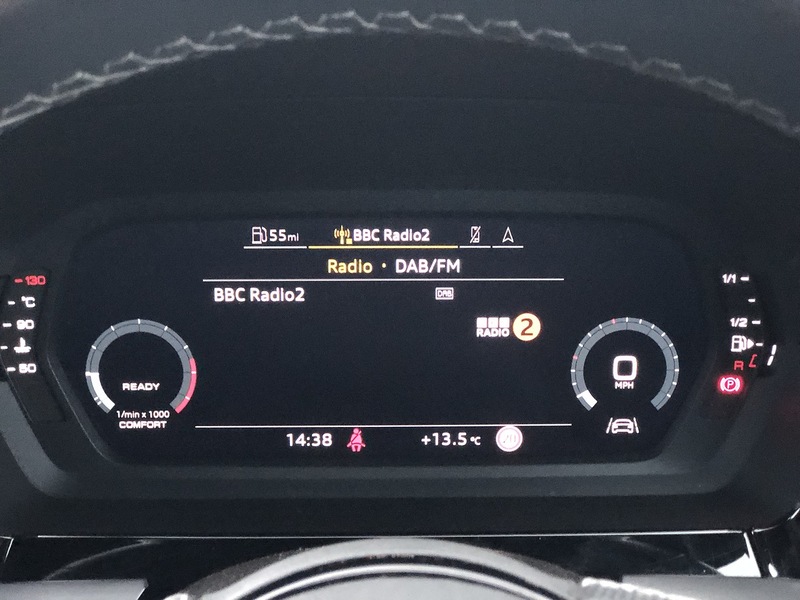 55mi BBC Radio2
Radio • DAB/FM
BBC Radio2 DAB
RADIO 2
-130
°C
90
50
READY
1/min x 1000
COMFORT
0
MPH
1/1
1/2
R
P
14:38 +13.5°C